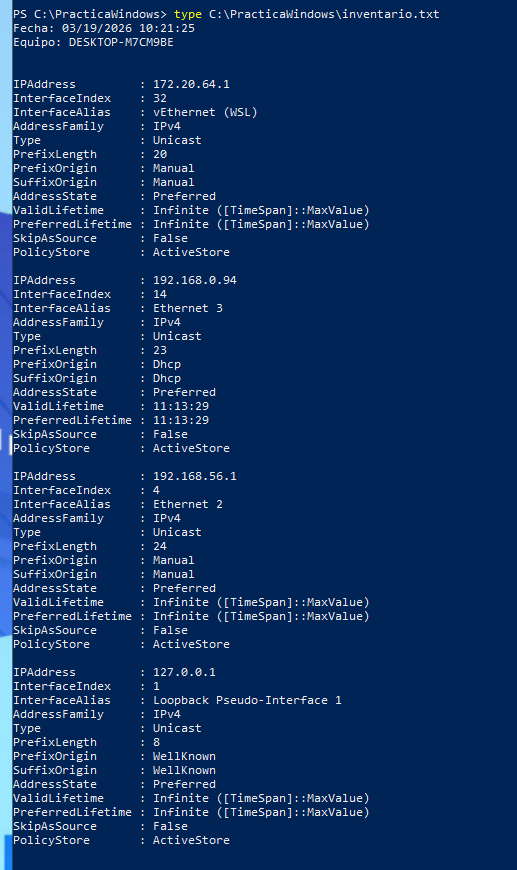 PS C:\PracticaWindows> type C:\PracticaWindows\inventario.txt
Fecha: 03/19/2026 10:21:25
Equipo: DESKTOP-M7CM9BE
IPAddress         : 172.20.64.1
InterfaceIndex    : 32
InterfaceAlias    : vEthernet (WSL)
AddressFamily     : IPv4
Type              : Unicast
PrefixLength      : 20
PrefixOrigin      : Manual
SuffixOrigin      : Manual
AddressState      : Preferred
ValidLifetime     : Infinite ([TimeSpan]::MaxValue)
PreferredLifetime : Infinite ([TimeSpan]::MaxValue)
SkipAsSource      : False
PolicyStore       : ActiveStore
IPAddress         : 192.168.0.94
InterfaceIndex    : 14
InterfaceAlias    : Ethernet 3
AddressFamily     : IPv4
Type              : Unicast
PrefixLength      : 23
PrefixOrigin      : Dhcp
SuffixOrigin      : Dhcp
AddressState      : Preferred
ValidLifetime     : 11:13:29
PreferredLifetime : 11:13:29
SkipAsSource      : False
PolicyStore       : ActiveStore
IPAddress         : 192.168.56.1
InterfaceIndex    : 4
InterfaceAlias    : Ethernet 2
AddressFamily     : IPv4
Type              : Unicast
PrefixLength      : 24
PrefixOrigin      : Manual
SuffixOrigin      : Manual
AddressState      : Preferred
ValidLifetime     : Infinite ([TimeSpan]::MaxValue)
PreferredLifetime : Infinite ([TimeSpan]::MaxValue)
SkipAsSource      : False
PolicyStore       : ActiveStore
IPAddress         : 127.0.0.1
InterfaceIndex    : 1
InterfaceAlias    : Loopback Pseudo-Interface 1
AddressFamily     : IPv4
Type              : Unicast
PrefixLength      : 8
PrefixOrigin      : WellKnown
SuffixOrigin      : WellKnown
AddressState      : Preferred
ValidLifetime     : Infinite ([TimeSpan]::MaxValue)
PreferredLifetime : Infinite ([TimeSpan]::MaxValue)
SkipAsSource      : False
PolicyStore       : ActiveStore